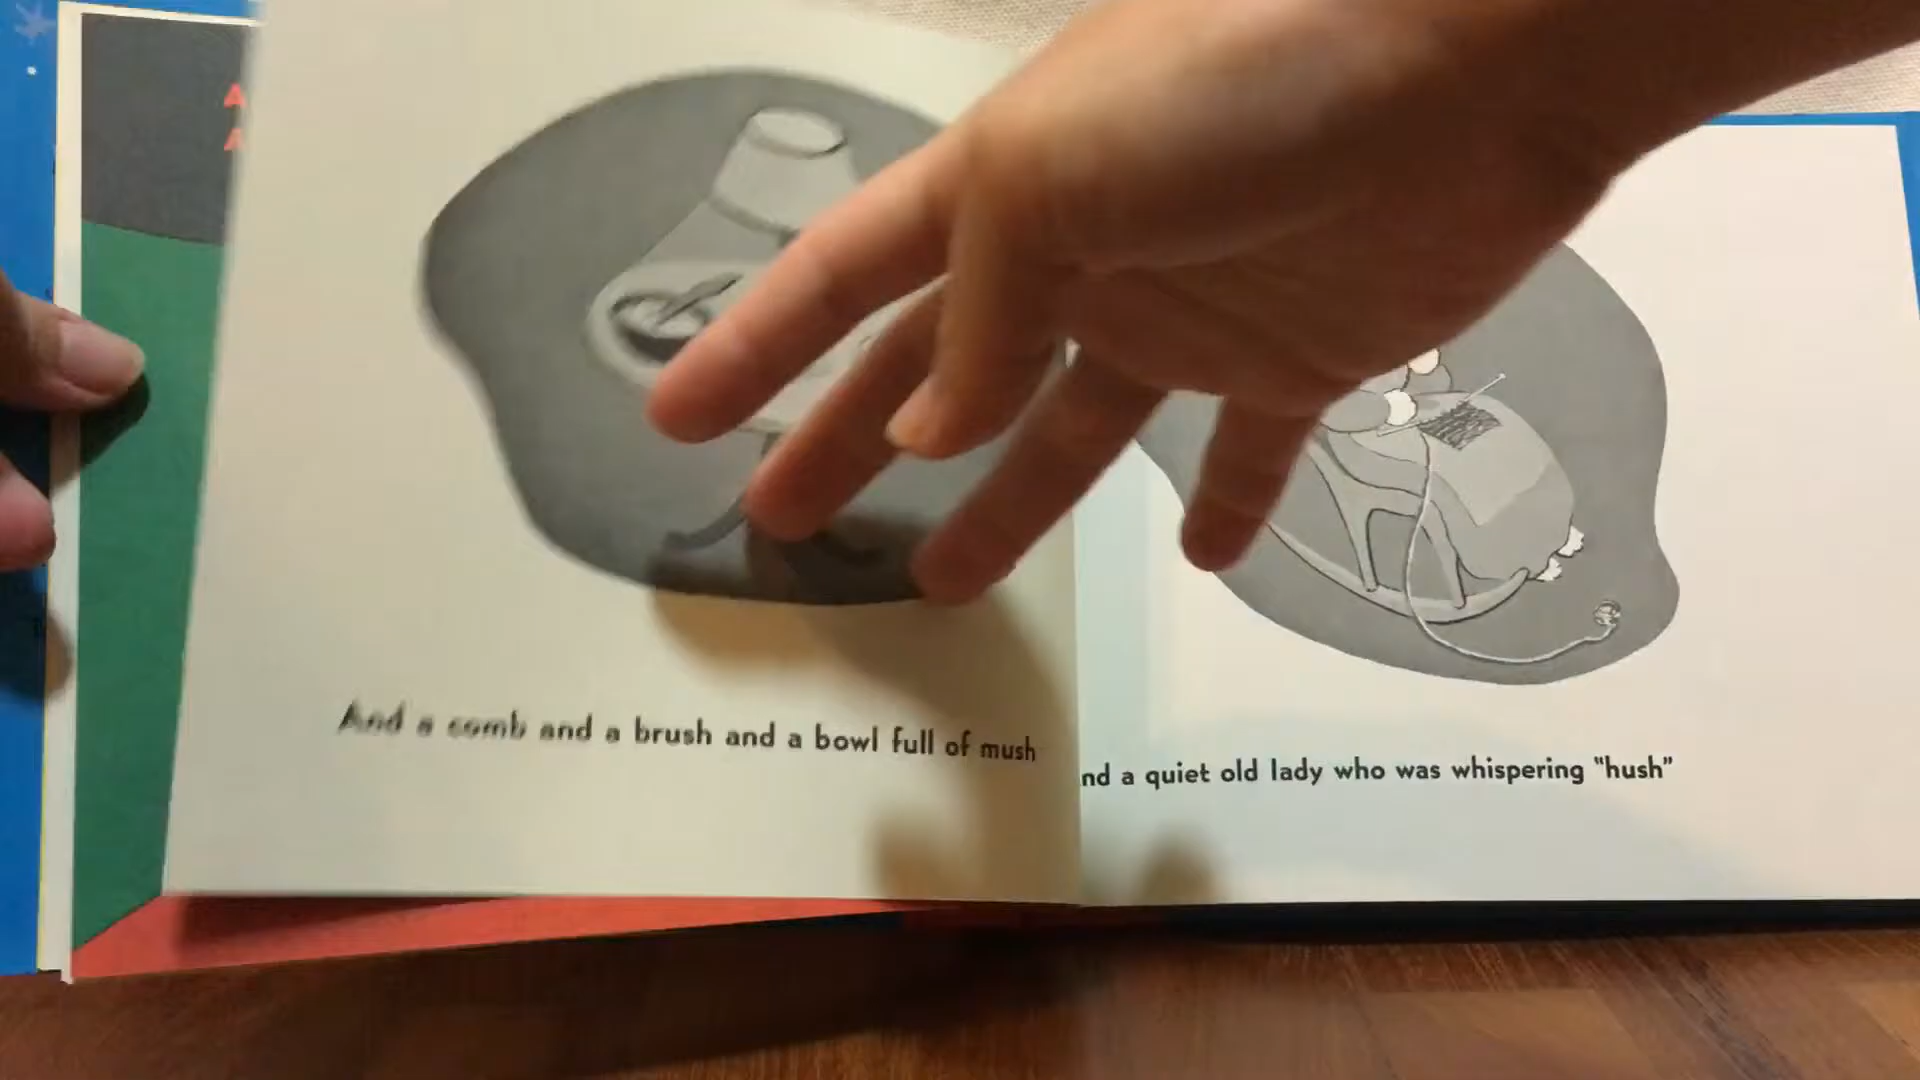 A
A
And a comb and a brush and a bowl full of mush
nd a quiet old lady who was whispering "hush"